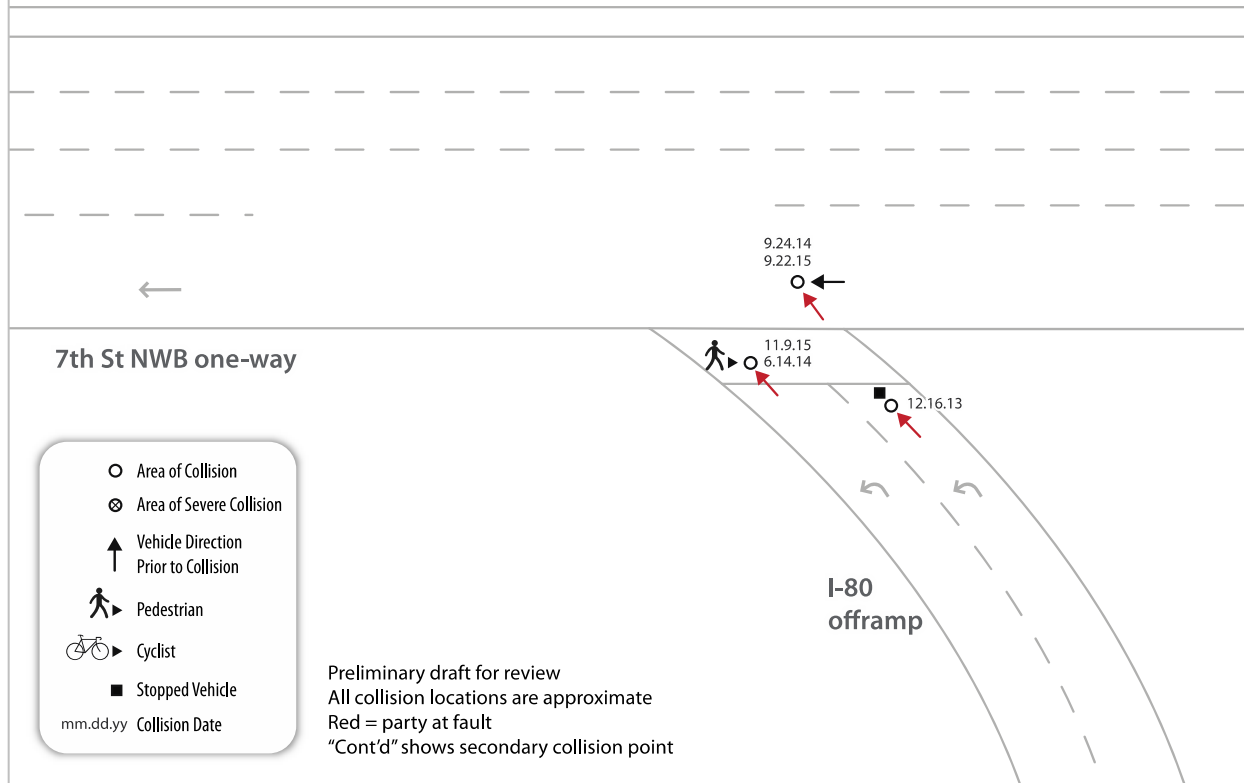 9.24.14
9.22.15
7th St NWB one-way
11.9.15
6.14.14
12.16.13
Area of Collision
Area of Severe Collision
Vehicle Direction
Prior to Collision
Pedestrian
Cyclist
Stopped Vehicle
mm.dd.yy Collision Date
I-80
offramp
Preliminary draft for review
All collision locations are approximate
Red = party at fault
“Cont’d” shows secondary collision point